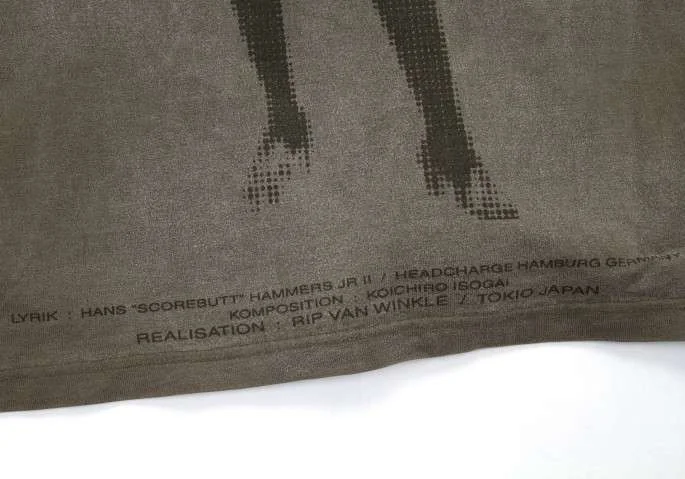 LYRIK : HANS "SCOREBUTT" HAMMERS JR II / HEADCHARGE HAMBURG GERMANY
KOMPOSITION : KOICHIRO ISOGAI
REALISATION : RIP VAN WINKLE / TOKIO JAPAN